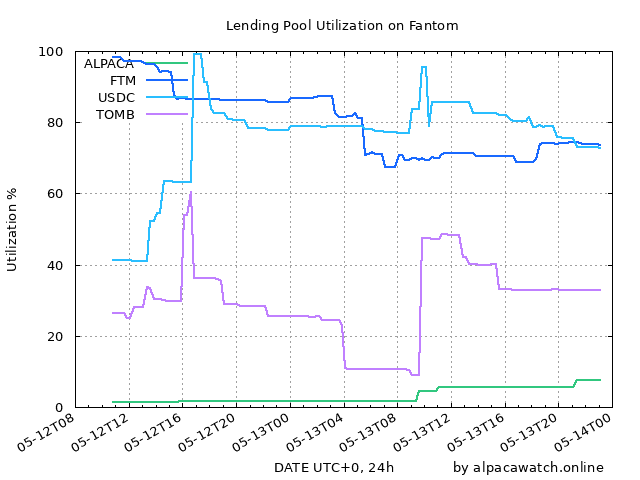 Lending Pool Utilization on Fantom
100
80
60
40
20
0
Utilization %
ALPACA
FTM
USDC
TOMB
05-12T08
05-12T12
05-12T16
05-12T20
05-13T00
05-13T04
05-13T08
05-13T12
05-13T16
05-13T20
05-14T00
DATE UTC+0, 24h
by alpacawatch.online